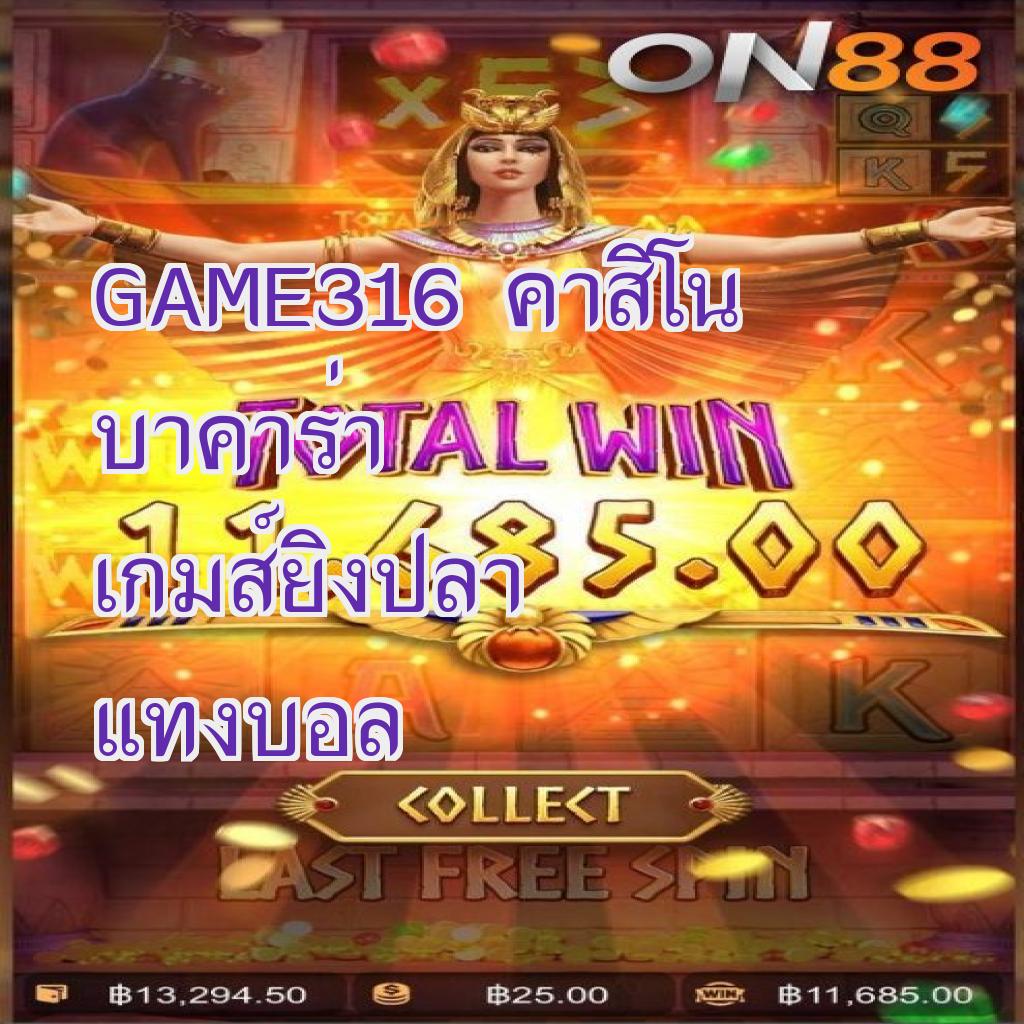 ON88
x53
Q
K
GAME316 คาสิโน
บาคาร่า
TOTAL WIN
11,685.00
เกมส์ยิงปลา
แทงบอล
K
COLLECT
LAST FREE SPIN
฿13,294.50 ฿25.00 WIN ฿11,685.00